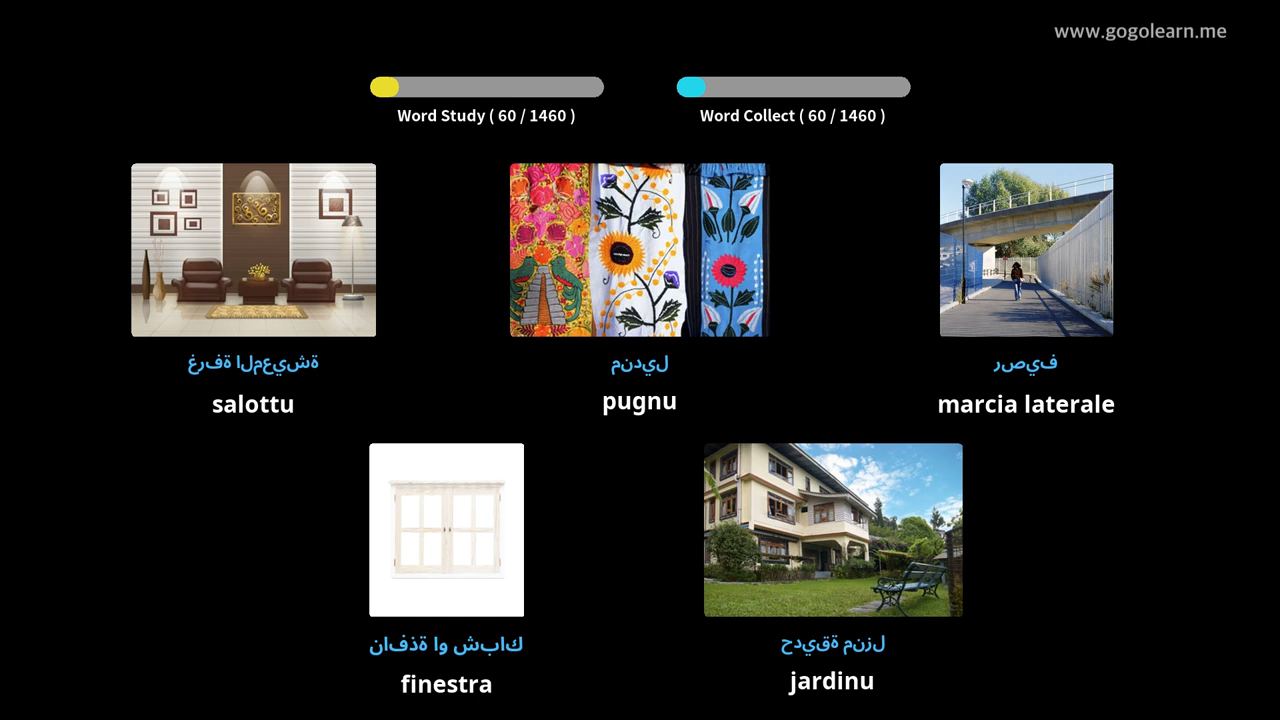 www.gogolearn.me
Word Study ( 60 / 1460 )
Word Collect ( 60 / 1460 )
غرفة المعيشة
salottu
منديل
pugnu
رصيف
marcia laterale
نافذة او شباك
finestra
حديقة منزل
jardinu